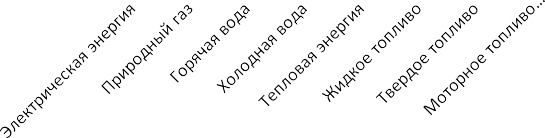 Электрическая энергия
Природный газ
Горячая вода
Холодная вода
Тепловая энергия
Жидкое топливо
Твердое топливо
Моторное топливо...